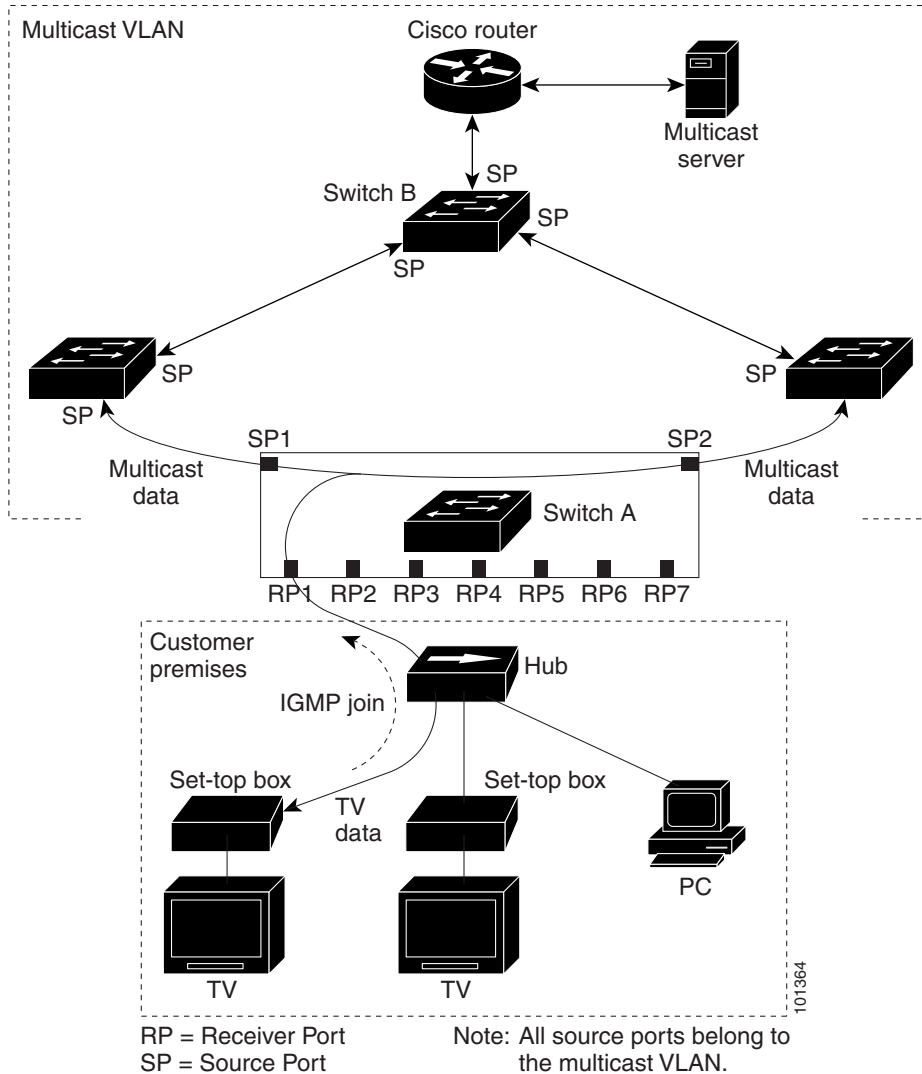 Multicast VLAN
Cisco router
Multicast
server
SP
Switch B
SP
SP
SP
SP
SP
SP1
SP2
Multicast
data
Multicast
data
Switch A
RP1 RP2 RP3 RP4 RP5 RP6 RP7
Customer
premises
Hub
IGMP join
Set-top box
Set-top box
TV
data
PC
TV
TV
101364
RP = Receiver Port
SP = Source Port
Note: All source ports belong to
the multicast VLAN.